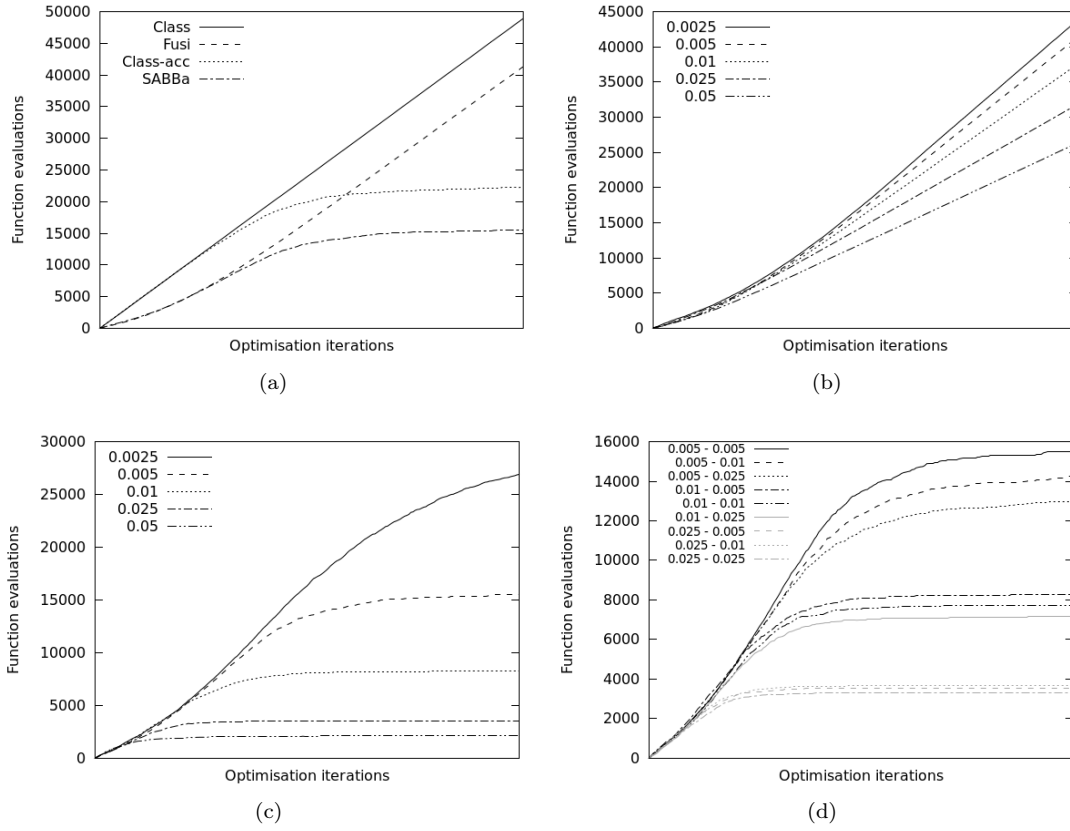 50000
45000
40000
35000
30000
25000
20000
15000
10000
5000
0
Function evaluations
Class
Fusi
Class-acc
SABBa
Optimisation iterations
(a)
45000
40000
35000
30000
25000
20000
15000
10000
5000
0
Function evaluations
0.0025
0.005
0.01
0.025
0.05
Optimisation iterations
(b)
30000
25000
20000
15000
10000
5000
0
Function evaluations
0.0025
0.005
0.01
0.025
0.05
Optimisation iterations
(c)
16000
14000
12000
10000
8000
6000
4000
2000
0
Function evaluations
0.005 - 0.005
0.005 - 0.01
0.005 - 0.025
0.01 - 0.005
0.01 - 0.01
0.01 - 0.025
0.025 - 0.005
0.025 - 0.01
0.025 - 0.025
Optimisation iterations
(d)